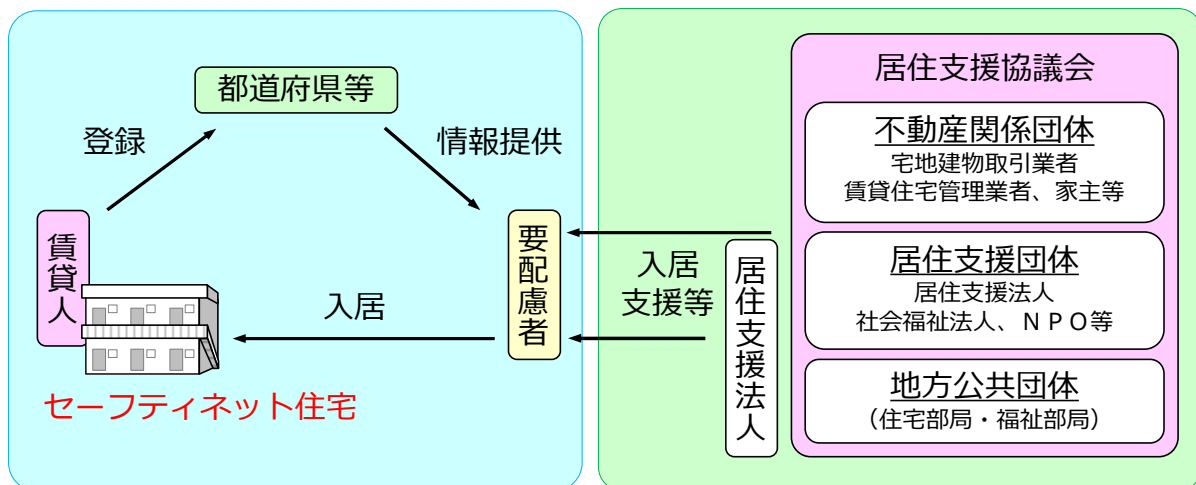 都道府県等
登録
情報提供
賃貸人
要配慮者
入居
セーフティネット住宅
入居
支援等
居住支援法人
居住支援協議会
不動産関係団体
宅地建物取引業者
賃貸住宅管理業者、家主等
居住支援団体
居住支援法人
社会福祉法人、ＮＰＯ等
地方公共団体
（住宅部局・福祉部局）